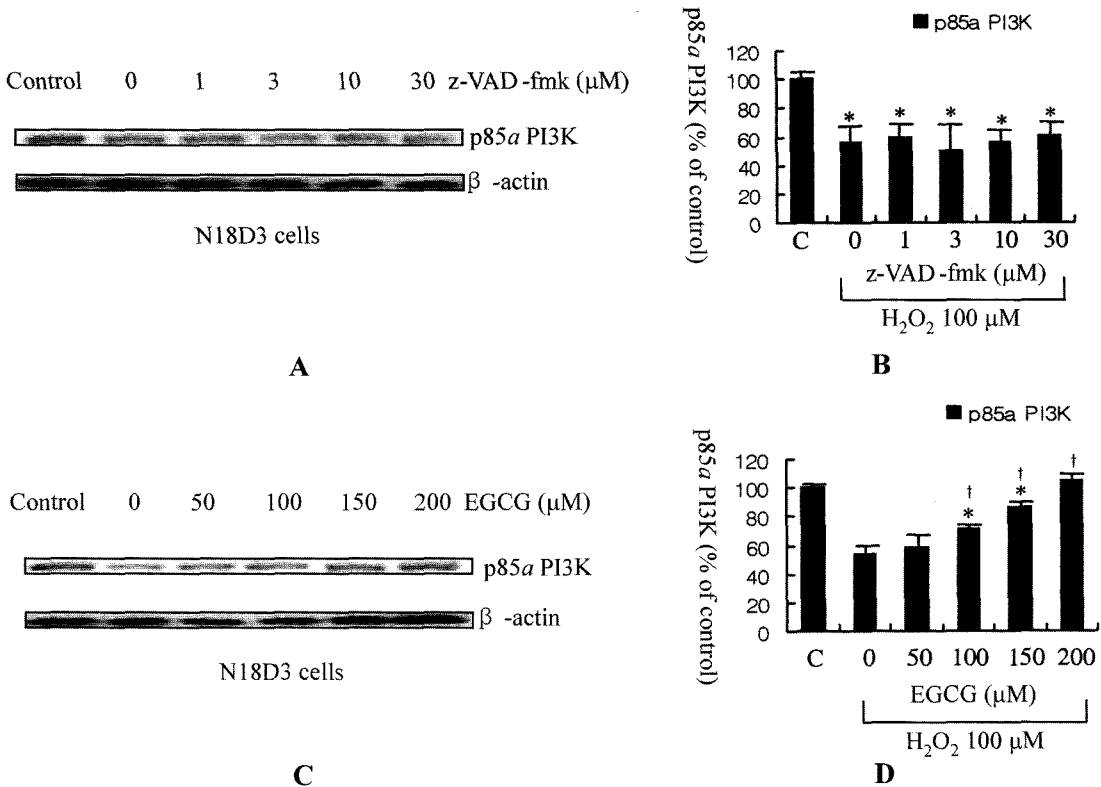 Control 0 1 3 10 30 z-VAD-fmk (μM)
p85a PI3K
β -actin
N18D3 cells
A
p85a PI3K
p85a PI3K (% of control)
120
100
80
60
40
20
0
* * * * *
C 0 1 3 10 30
z-VAD-fmk (μM)
H₂O₂ 100 μM
B
Control 0 50 100 150 200 EGCG (μM)
p85a PI3K
β -actin
N18D3 cells
C
p85a PI3K
p85a PI3K (% of control)
120
100
80
60
40
20
0
† † †
* *
C 0 50 100 150 200
EGCG (μM)
H₂O₂ 100 μM
D